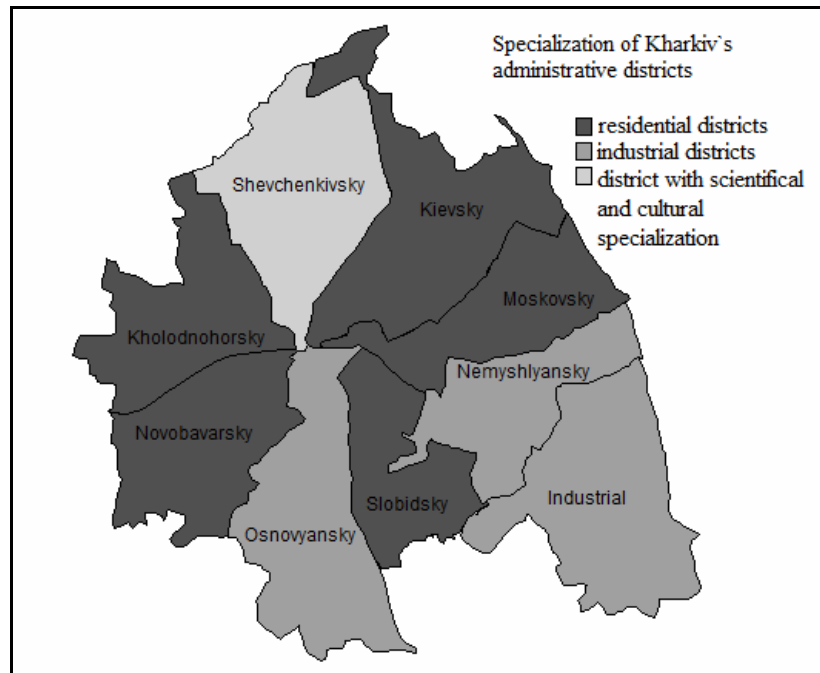 Specialization of Kharkiv`s
administrative districts
residential districts
industrial districts
district with scientifical
and cultural
specialization
Shevchenkivsky
Kievsky
Moskovsky
Kholodnohorsky
Nemyshlyansky
Novobavarsky
Slobidsky
Industrial
Osnovyansky